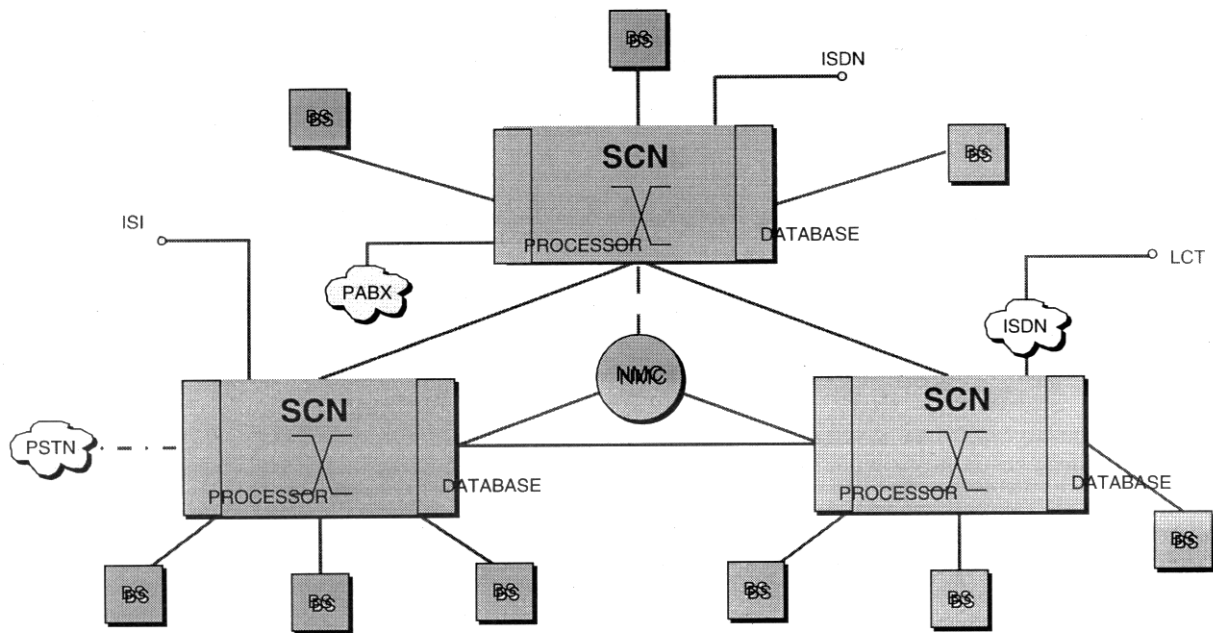 BS
ISDN
BS
BS
SCN
ISI
PROCESSOR
DATABASE
LCT
PABX
ISDN
NMC
SCN
SCN
PSTN
PROCESSOR
DATABASE
PROCESSOR
DATABASE
BS
BS
BS
BS
BS
BS